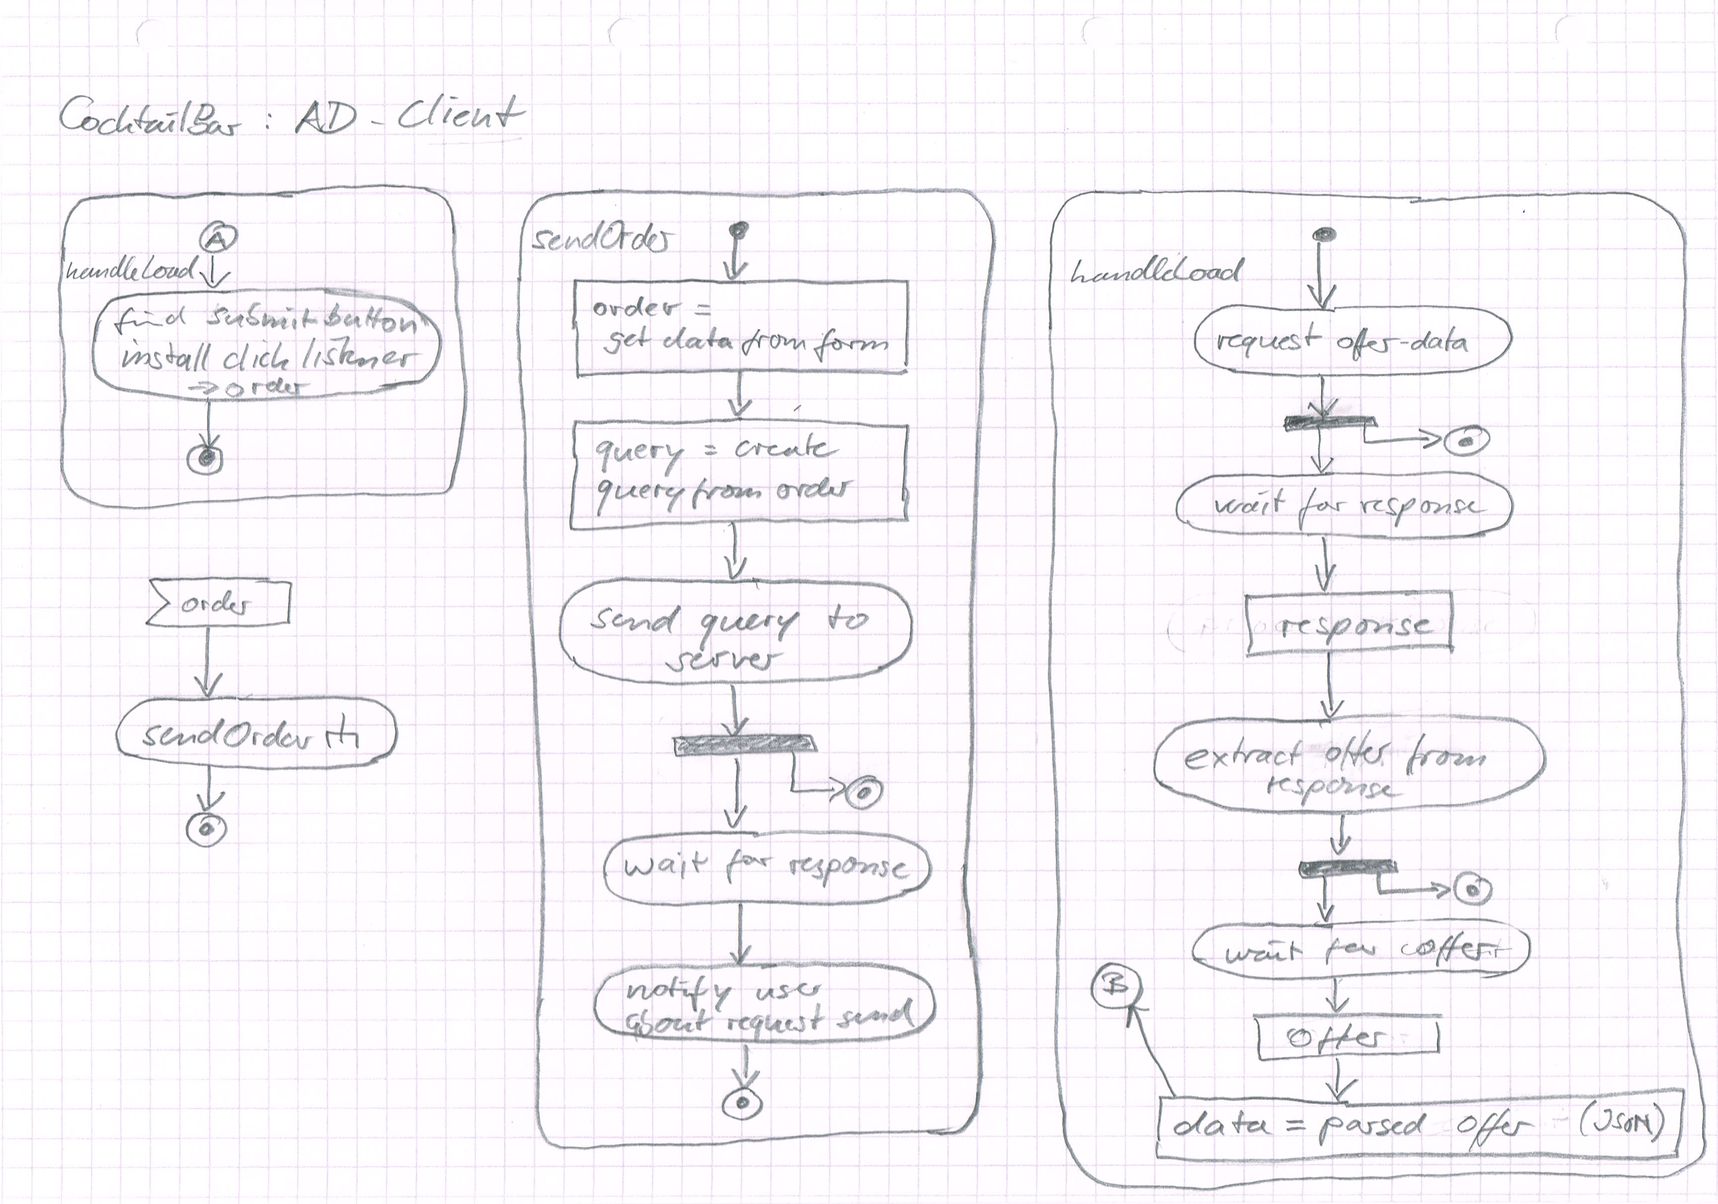 CocktailBar : AD - Client
A
handleLoad
find submit-button
install click listener
→ order
order
sendOrder
sendOrder
order =
get data from form
query = create
query from order
send query to
server
wait for response
notify user
about request send
handleLoad
request offer-data
wait for response
response
extract offer from
response
wait for
B
Offer
data = parsed offer - (JSON)